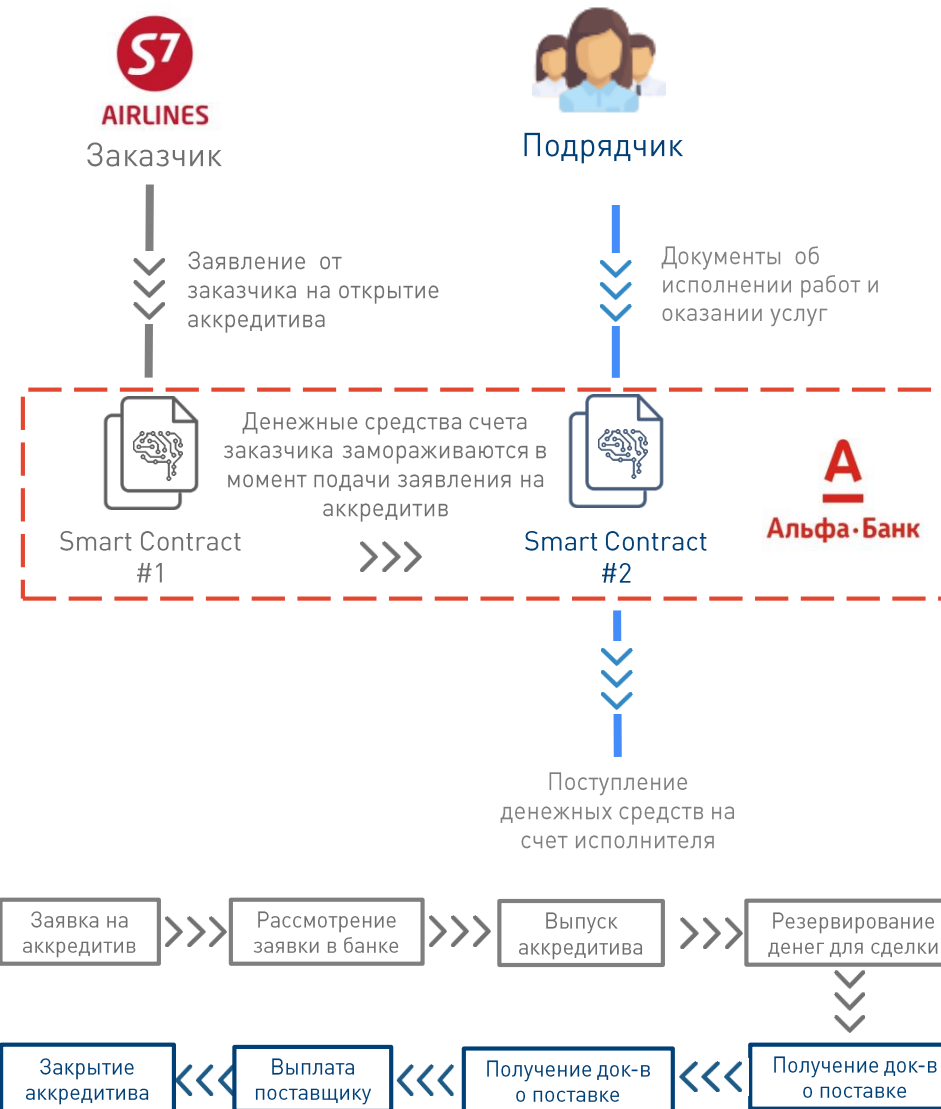 S7
AIRLINES
Заказчик
Подрядчик
Заявление от
заказчика на открытие
аккредитива
Документы об
исполнении работ и
оказании услуг
Денежные средства счета
заказчика замораживаются в
момент подачи заявления на
аккредитив
Smart Contract
#1
Smart Contract
#2
А
Альфа·Банк
Поступление
денежных средств на
счет исполнителя
Заявка на
аккредитив
Рассмотрение
заявки в банке
Выпуск
аккредитива
Резервирование
денег для сделки
Закрытие
аккредитива
Выплата
поставщику
Получение док-в
о поставке
Получение док-в
о поставке